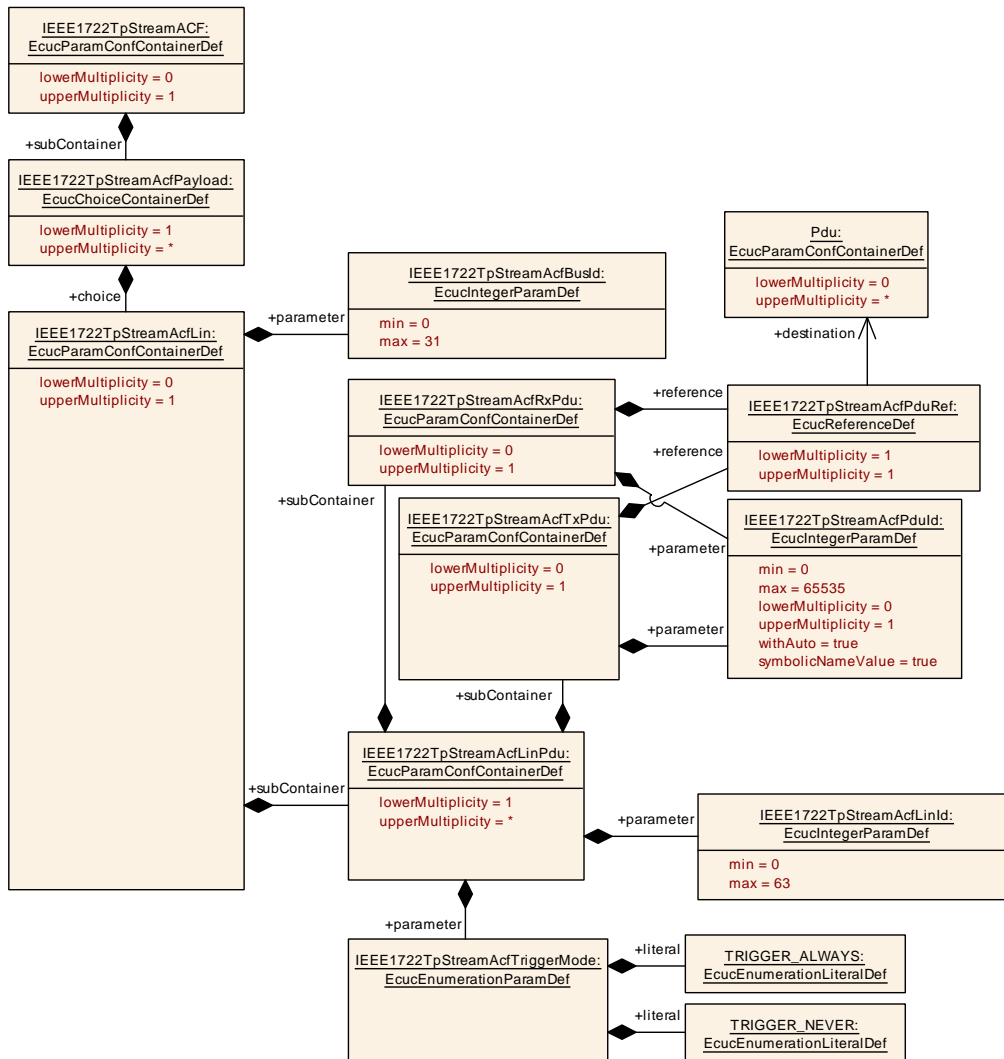 IEEE1722TpStreamACF:
EcucParamConfContainerDef
lowerMultiplicity = 0
upperMultiplicity = 1
+subContainer
IEEE1722TpStreamAcfPayload:
EcucChoiceContainerDef
lowerMultiplicity = 1
upperMultiplicity = *
+choice
IEEE1722TpStreamAcfLin:
EcucParamConfContainerDef
lowerMultiplicity = 0
upperMultiplicity = 1
+parameter
IEEE1722TpStreamAcfBusId:
EcucIntegerParamDef
min = 0
max = 31
Pdu:
EcucParamConfContainerDef
lowerMultiplicity = 0
upperMultiplicity = *
+destination
IEEE1722TpStreamAcfRxPdu:
EcucParamConfContainerDef
lowerMultiplicity = 0
upperMultiplicity = 1
+reference
+reference
IEEE1722TpStreamAcfPduRef:
EcucReferenceDef
lowerMultiplicity = 1
upperMultiplicity = 1
+subContainer
IEEE1722TpStreamAcfTxPdu:
EcucParamConfContainerDef
lowerMultiplicity = 0
upperMultiplicity = 1
+parameter
+parameter
IEEE1722TpStreamAcfPduId:
EcucIntegerParamDef
min = 0
max = 65535
lowerMultiplicity = 0
upperMultiplicity = 1
withAuto = true
symbolicNameValue = true
+subContainer
+subContainer
IEEE1722TpStreamAcfLinPdu:
EcucParamConfContainerDef
lowerMultiplicity = 1
upperMultiplicity = *
+parameter
IEEE1722TpStreamAcfLinId:
EcucIntegerParamDef
min = 0
max = 63
+parameter
IEEE1722TpStreamAcfTriggerMode:
EcucEnumerationParamDef
+literal
TRIGGER_ALWAYS:
EcucEnumerationLiteralDef
+literal
TRIGGER_NEVER:
EcucEnumerationLiteralDef